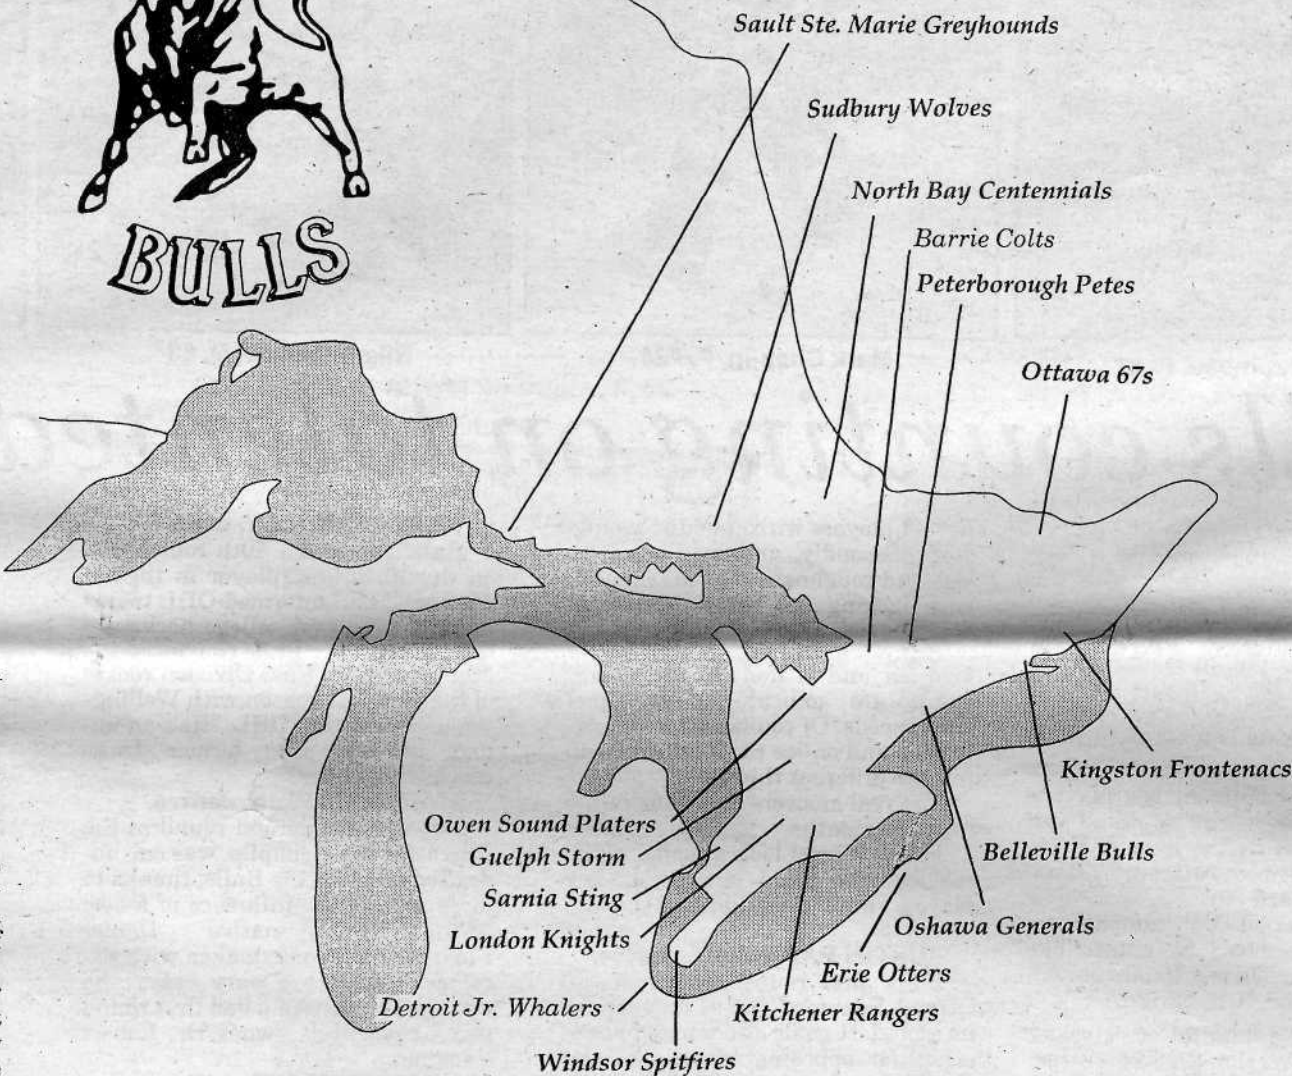 Sault Ste. Marie Greyhounds
Sudbury Wolves
North Bay Centennials
BULLS
Barrie Colts
Peterborough Petes
Ottawa 67s
Kingston Frontenacs
Owen Sound Platers
Guelph Storm
Belleville Bulls
Sarnia Sting
Oshawa Generals
London Knights
Erie Otters
Detroit Jr. Whalers
Kitchener Rangers
Windsor Spitfires